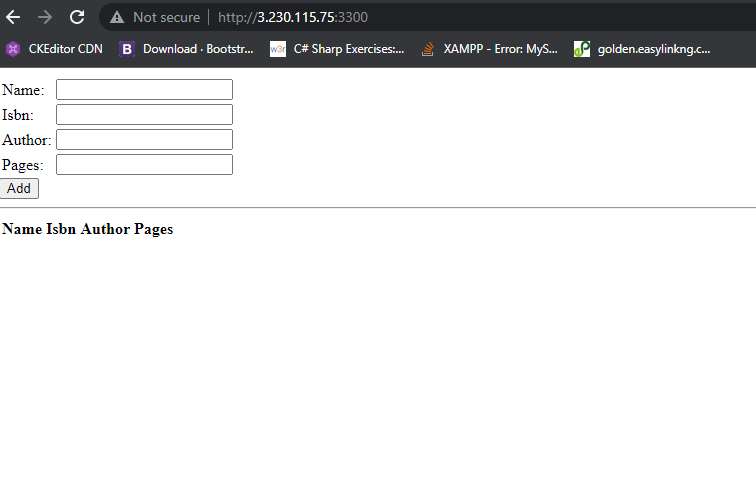 Not secure http://3.230.115.75:3300
CKEditor CDN B Download · Bootstr... w3r C# Sharp Exercises:... XAMPP - Error: MyS... golden.easylinkng.c...
Name:
Isbn:
Author:
Pages:
Add
Name Isbn Author Pages